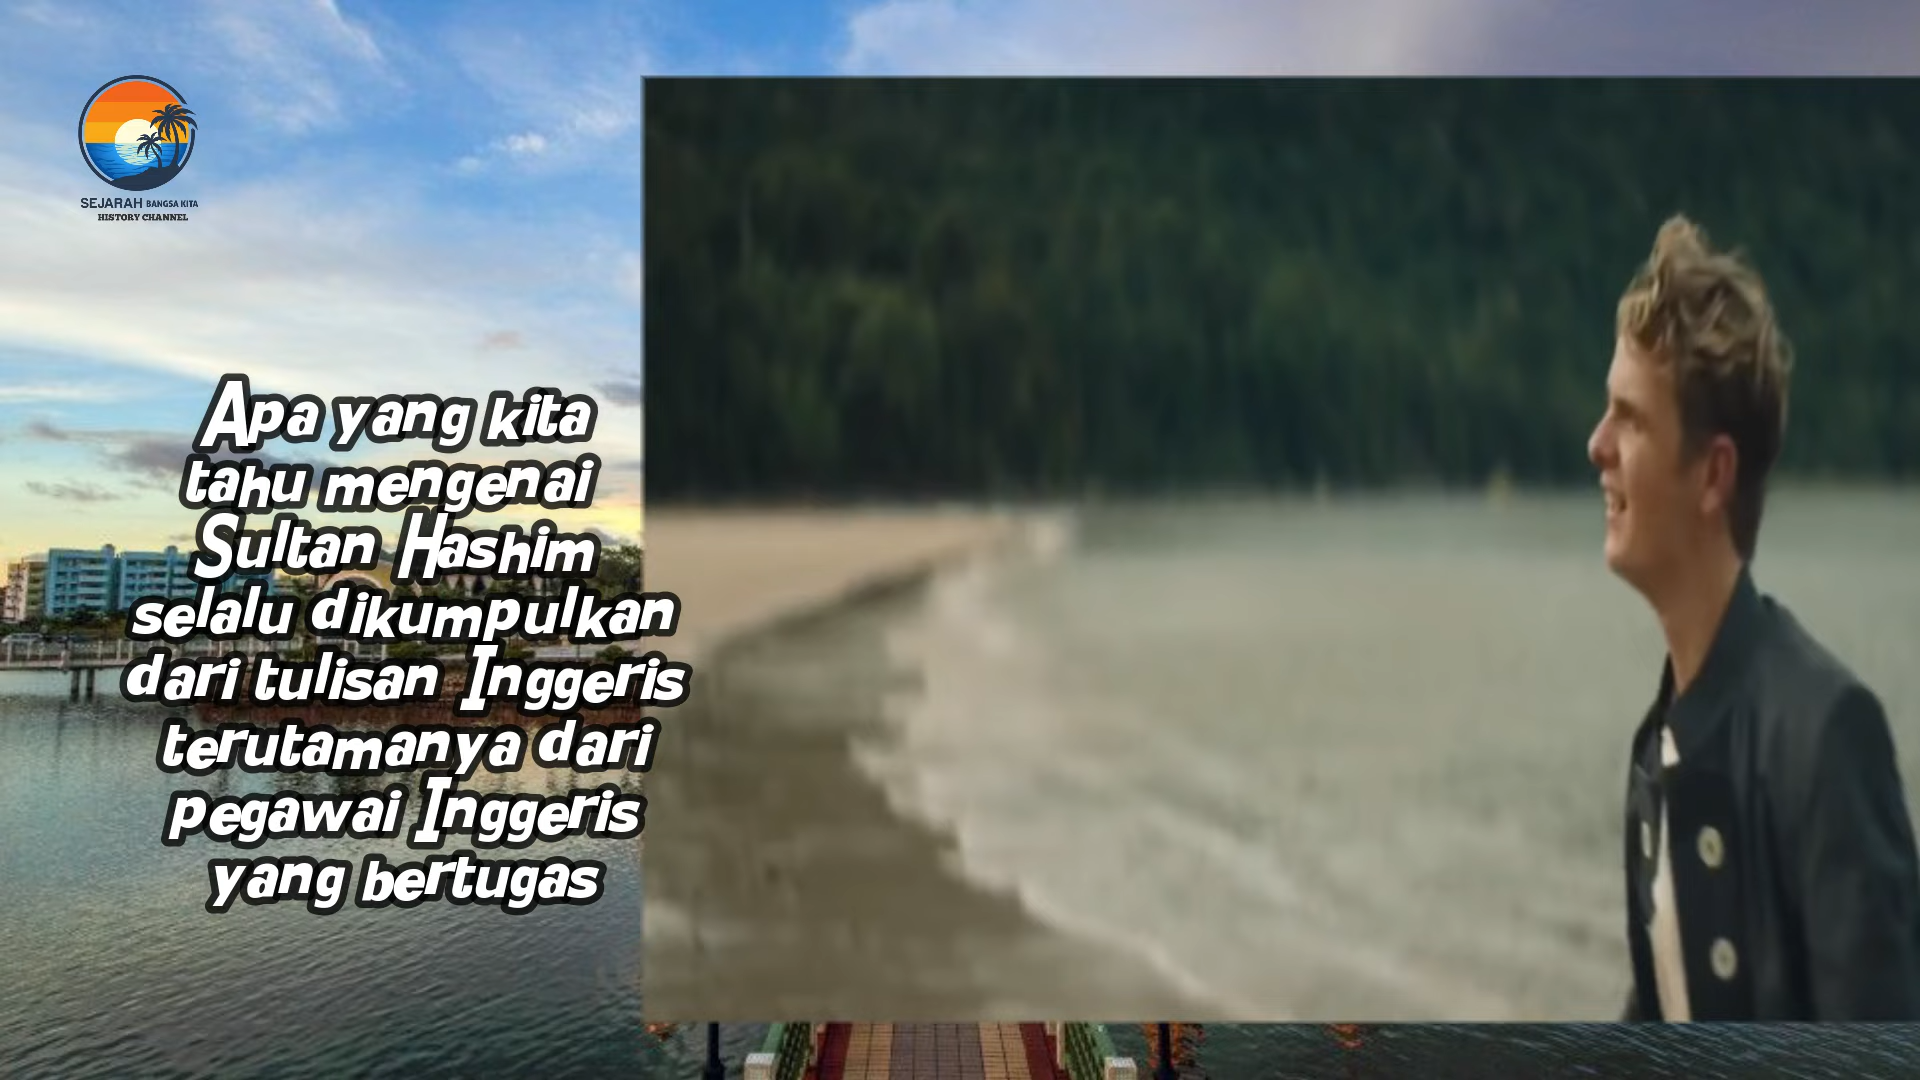 SEJARAH BANGSA KITA
HISTORY CHANNEL
Apa yang kita
tahu mengenai
Sultan Hashim
selalu dikumpulkan
dari tulisan Inggeris
terutamanya dari
pegawai Inggeris
yang bertugas